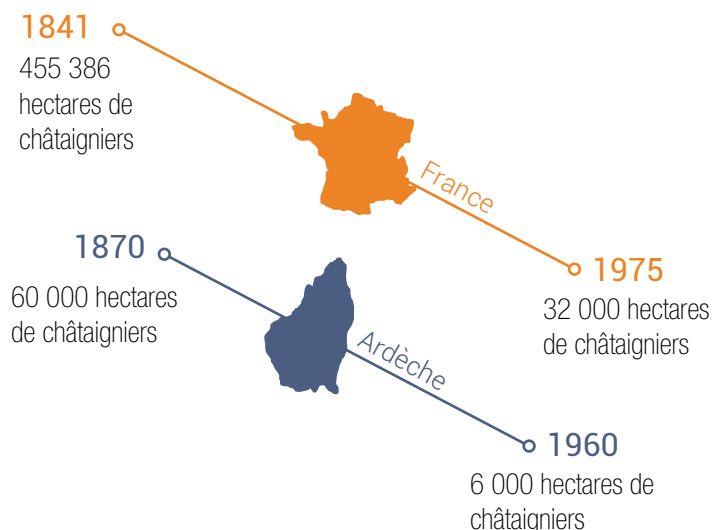 1841
455 386
hectares de
châtaigniers
France
1975
32 000 hectares
de châtaigniers
1870
60 000 hectares
de châtaigniers
Ardèche
1960
6 000 hectares de
châtaigniers